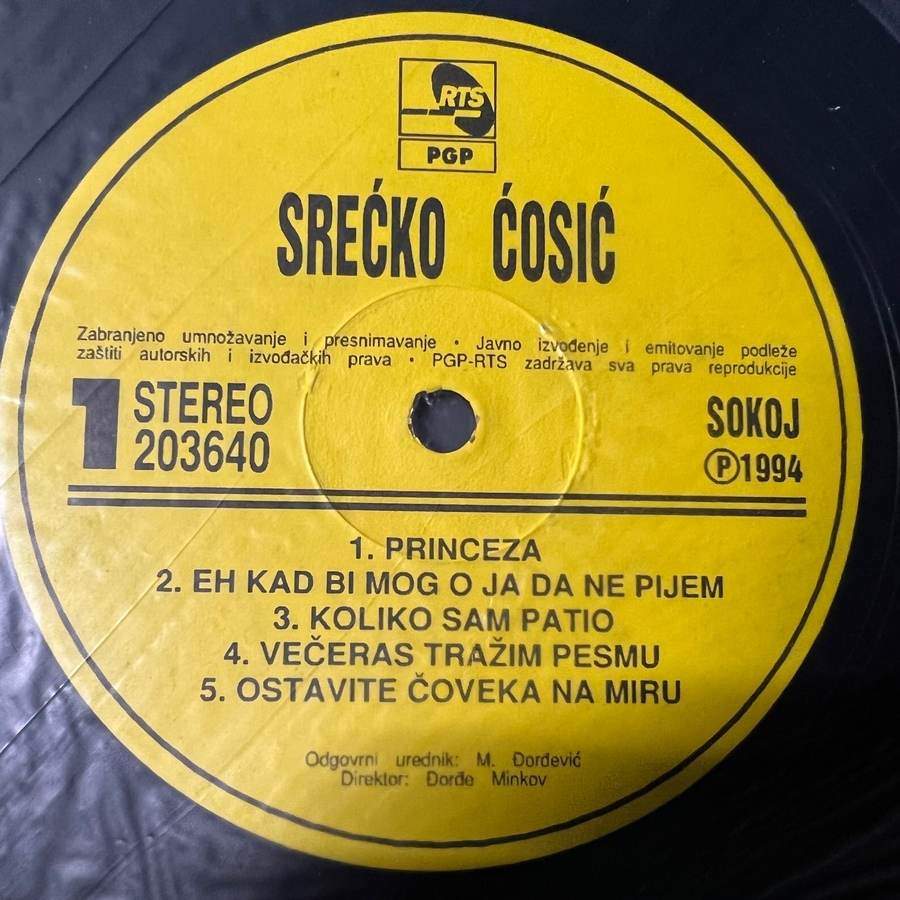 RTS
PGP
SREĆKO ĆOSIĆ
Zabranjeno umnožavanje i presnimavanje • Javno izvođenje i emitovanje podleže
zaštiti autorskih i izvođačkih prava • PGP-RTS zadržava sva prava reprodukcije
1 STEREO
203640
SOKOJ
Ⓟ1994
1. PRINCEZA
2. EH KAD BI MOG O JA DA NE PIJEM
3. KOLIKO SAM PATIO
4. VEČERAS TRAŽIM PESMU
5. OSTAVITE ČOVEKA NA MIRU
Odgovrni urednik: M. Đorđević
Direktor: Đorđe Minkov